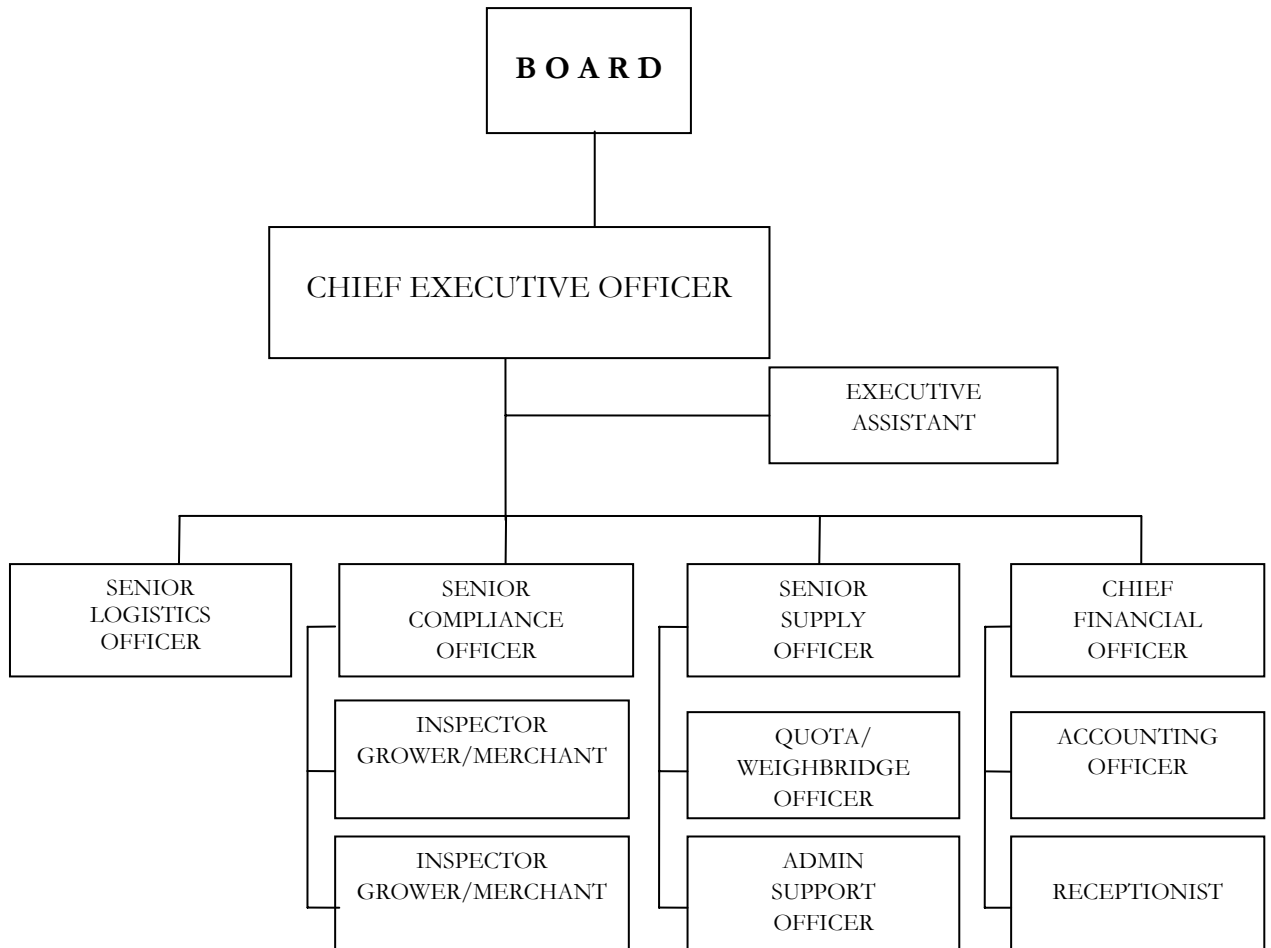 B O A R D
CHIEF EXECUTIVE OFFICER
EXECUTIVE
ASSISTANT
SENIOR
LOGISTICS
OFFICER
SENIOR
COMPLIANCE
OFFICER
SENIOR
SUPPLY
OFFICER
CHIEF
FINANCIAL
OFFICER
INSPECTOR
GROWER/MERCHANT
QUOTA/
WEIGHBRIDGE
OFFICER
ACCOUNTING
OFFICER
INSPECTOR
GROWER/MERCHANT
ADMIN
SUPPORT
OFFICER
RECEPTIONIST